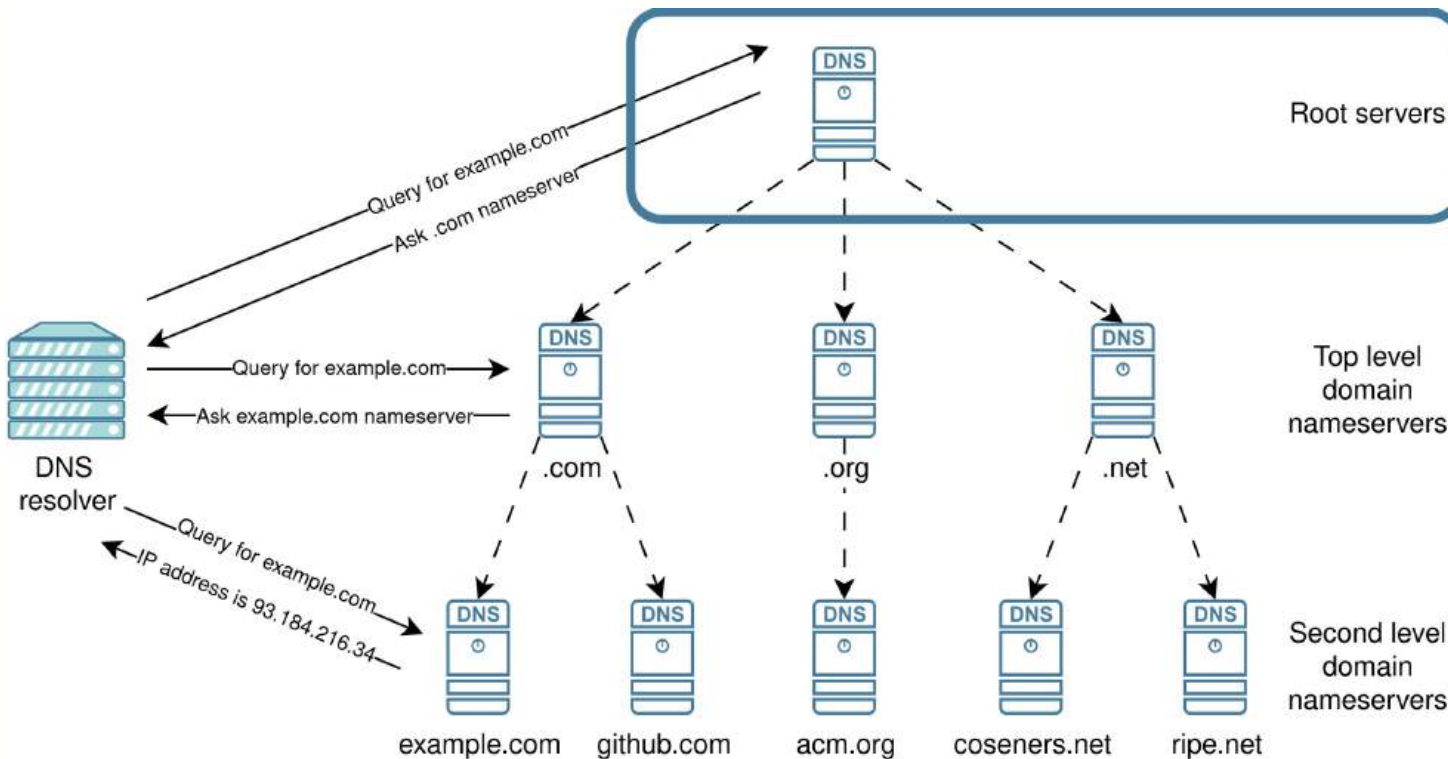 DNS
Root servers
Query for example.com
Ask .com nameserver
DNS
DNS
DNS
Top level
domain
nameservers
Query for example.com
Ask example.com nameserver
DNS
resolver
.com
.org
.net
Query for example.com
IP address is 93.184.216.34
DNS
DNS
DNS
DNS
DNS
Second level
domain
nameservers
example.com
github.com
acm.org
coseners.net
ripe.net